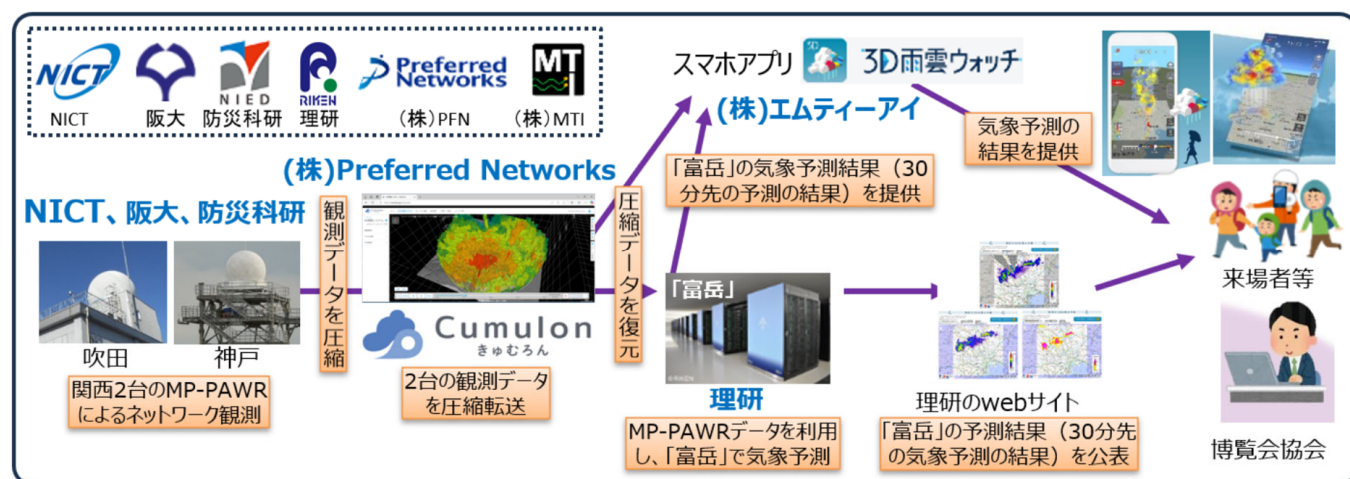 NICT
NICT
阪大
NIED
防災科研
RIKEN
理研
Preferred
Networks
(株)PFN
MTI
(株)MTI
スマホアプリ
3D
3D雨雲ウォッチ
(株)エムティーアイ
気象予測の
結果を提供
(株)Preferred Networks
「富岳」の気象予測結果（30
分先の予測の結果）を提供
NICT、阪大、防災科研
観測データを圧縮
圧縮データを復元
Cumulon
きゅむろん
「富岳」
吹田
神戸
関西2台のMP-PAWR
によるネットワーク観測
2台の観測データ
を圧縮転送
理研
MP-PAWRデータを利用
し、「富岳」で気象予測
理研のwebサイト
「富岳」の予測結果（30分先
の気象予測の結果）を公表
来場者等
博覧会協会